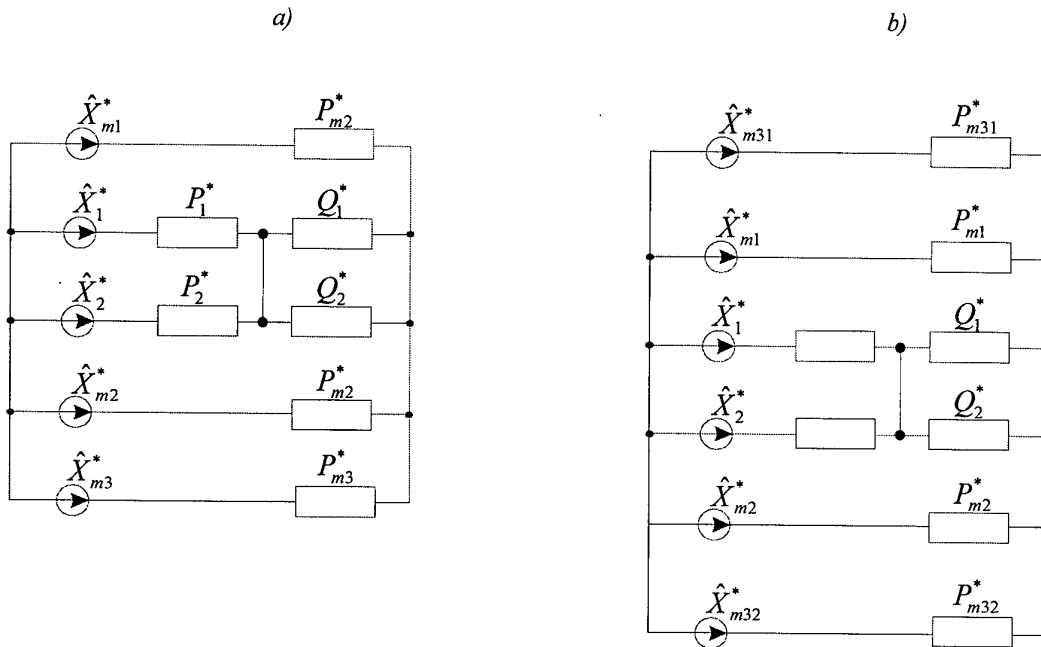 a)
X̂*m1 P*m2
X̂*1 P*1 Q*1
X̂*2 P*2 Q*2
X̂*m2 P*m2
X̂*m3 P*m3
b)
X̂*m31 P*m31
X̂*m1 P*m1
X̂*1 Q*1
X̂*2 Q*2
X̂*m2 P*m2
X̂*m32 P*m32